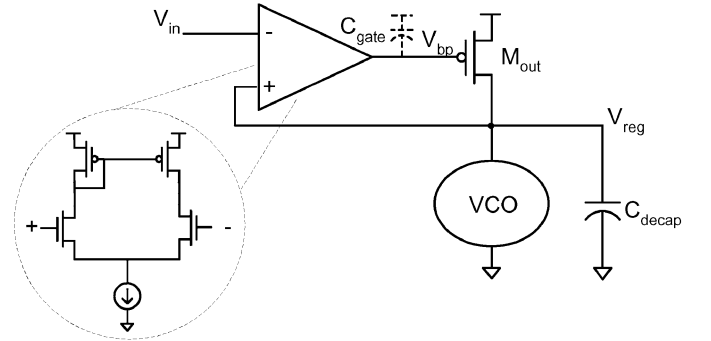 V_in
-
C_gate
V_bp
M_out
+
V_reg
VCO
C_decap
+
-